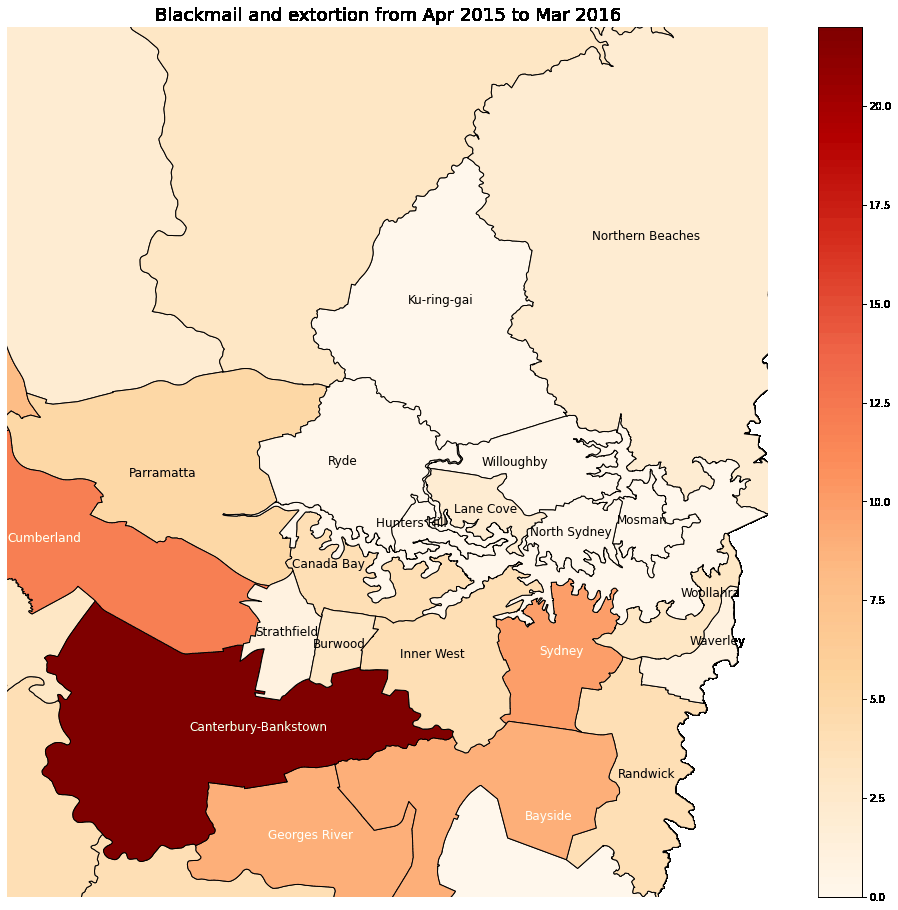 Blackmail and extortion from Apr 2015 to Mar 2016
20.0
Northern Beaches
17.5
Ku-ring-gai
15.0
12.5
Ryde
Willoughby
Parramatta
10.0
Lane Cove
Hunters Hill
Mosman
North Sydney
Cumberland
Canada Bay
Woollahra
7.5
Strathfield
Waverley
Burwood
Sydney
Inner West
5.0
Canterbury-Bankstown
Randwick
2.5
Bayside
Georges River
0.0